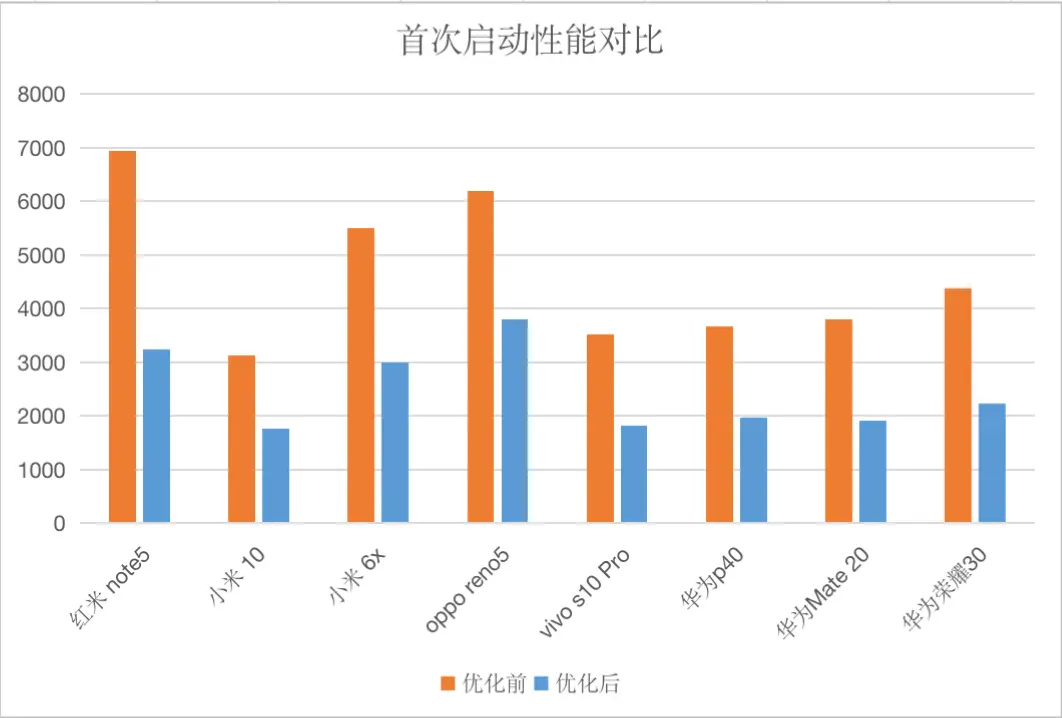 首次启动性能对比
8000
7000
6000
5000
4000
3000
2000
1000
0
红米 note5
小米 10
小米 6x
oppo reno5
vivo s10 Pro
华为p40
华为Mate 20
华为荣耀30
优化前 优化后